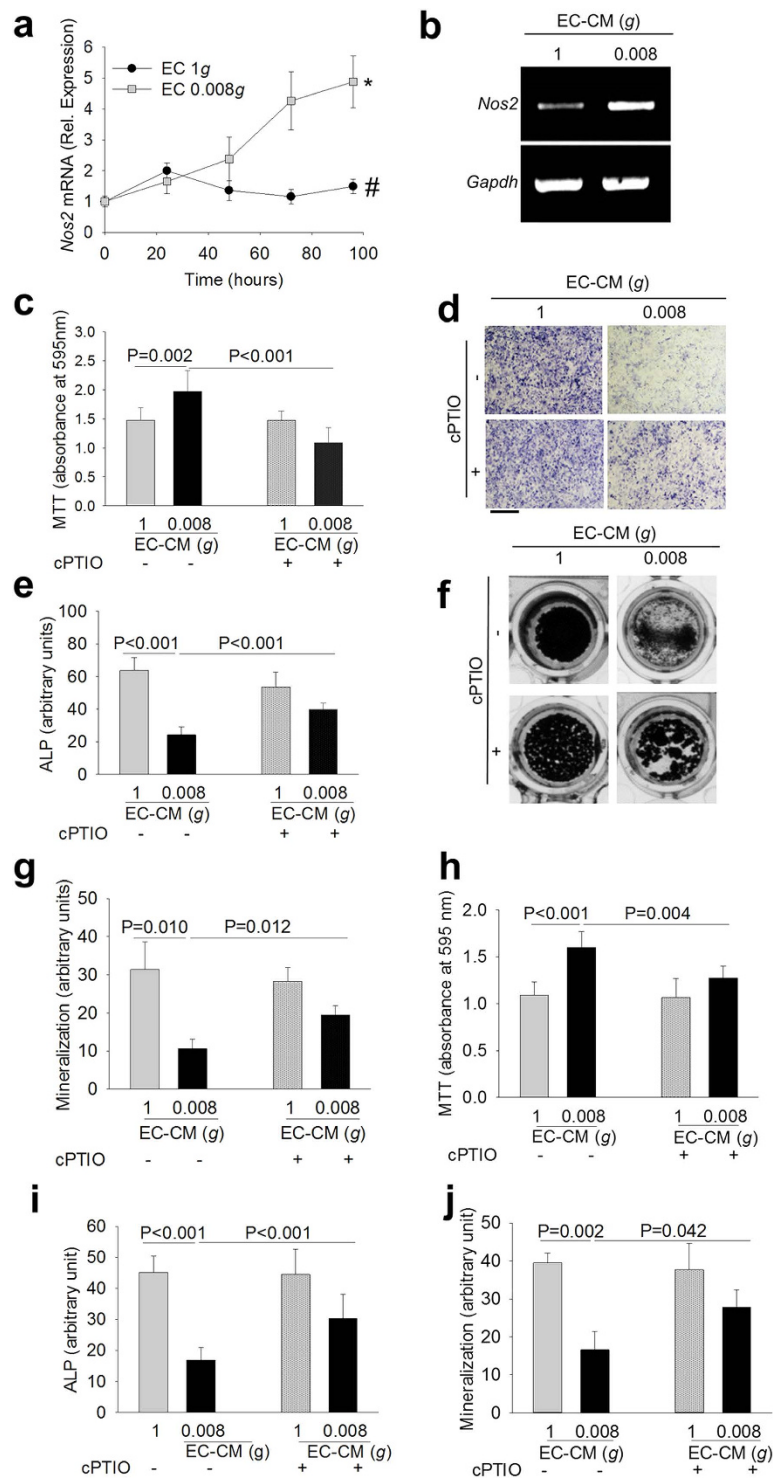 a
Nos2 mRNA (Rel. Expression)
6
5
4
3
2
1
0
EC 1g
EC 0.008g
*
#
0 20 40 60 80 100
Time (hours)
b
EC-CM (g)
1 0.008
Nos2
Gapdh
c
MTT (absorbance at 595nm)
3.0
2.5
2.0
1.5
1.0
0.5
0.0
P=0.002 P<0.001
1 0.008 1 0.008
EC-CM (g) EC-CM (g)
cPTIO - - + +
d
EC-CM (g)
1 0.008
cPTIO
-
+
e
ALP (arbitrary units)
100
80
60
40
20
0
P<0.001 P<0.001
1 0.008 1 0.008
EC-CM (g) EC-CM (g)
cPTIO - - + +
f
EC-CM (g)
1 0.008
cPTIO
-
+
g
Mineralization (arbitrary units)
50
40
30
20
10
0
P=0.010 P=0.012
1 0.008 1 0.008
EC-CM (g) EC-CM (g)
cPTIO - - + +
h
MTT (absorbance at 595 nm)
2.0
1.5
1.0
0.5
0.0
P<0.001 P=0.004
1 0.008 1 0.008
EC-CM (g) EC-CM (g)
cPTIO - - + +
i
ALP (arbitrary unit)
60
50
40
30
20
10
0
P<0.001 P<0.001
1 0.008 1 0.008
EC-CM (g) EC-CM (g)
cPTIO - - + +
j
Mineralization (arbitrary unit)
50
40
30
20
10
0
P=0.002 P=0.042
1 0.008 1 0.008
EC-CM (g) EC-CM (g)
cPTIO - - + +